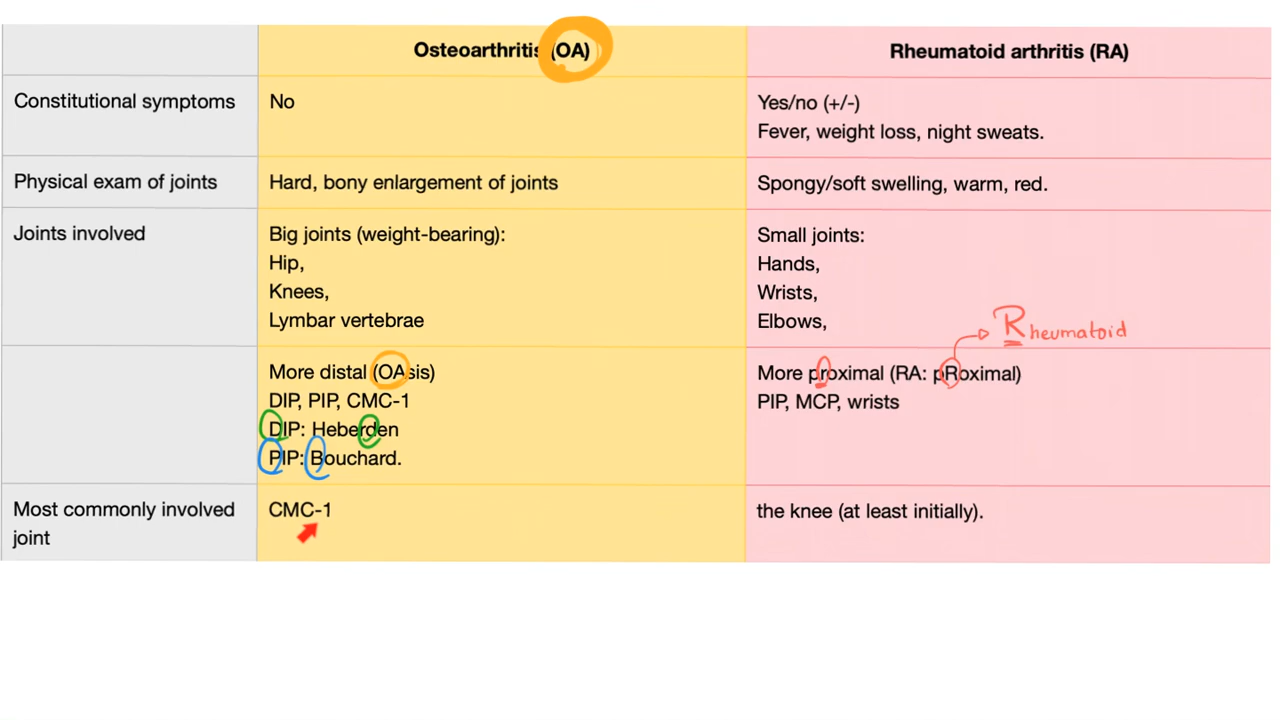 Osteoarthritis (OA)
Rheumatoid arthritis (RA)
Constitutional symptoms
No
Yes/no (+/-)
Fever, weight loss, night sweats.
Physical exam of joints
Hard, bony enlargement of joints
Spongy/soft swelling, warm, red.
Joints involved
Big joints (weight-bearing):
Hip,
Knees,
Lymbar vertebrae
Small joints:
Hands,
Wrists,
Elbows,
Rheumatoid
More distal (OAsis)
DIP, PIP, CMC-1
DIP: Heberden
PIP: Bouchard.
More proximal (RA: pRoximal)
PIP, MCP, wrists
Most commonly involved
joint
CMC-1
the knee (at least initially).